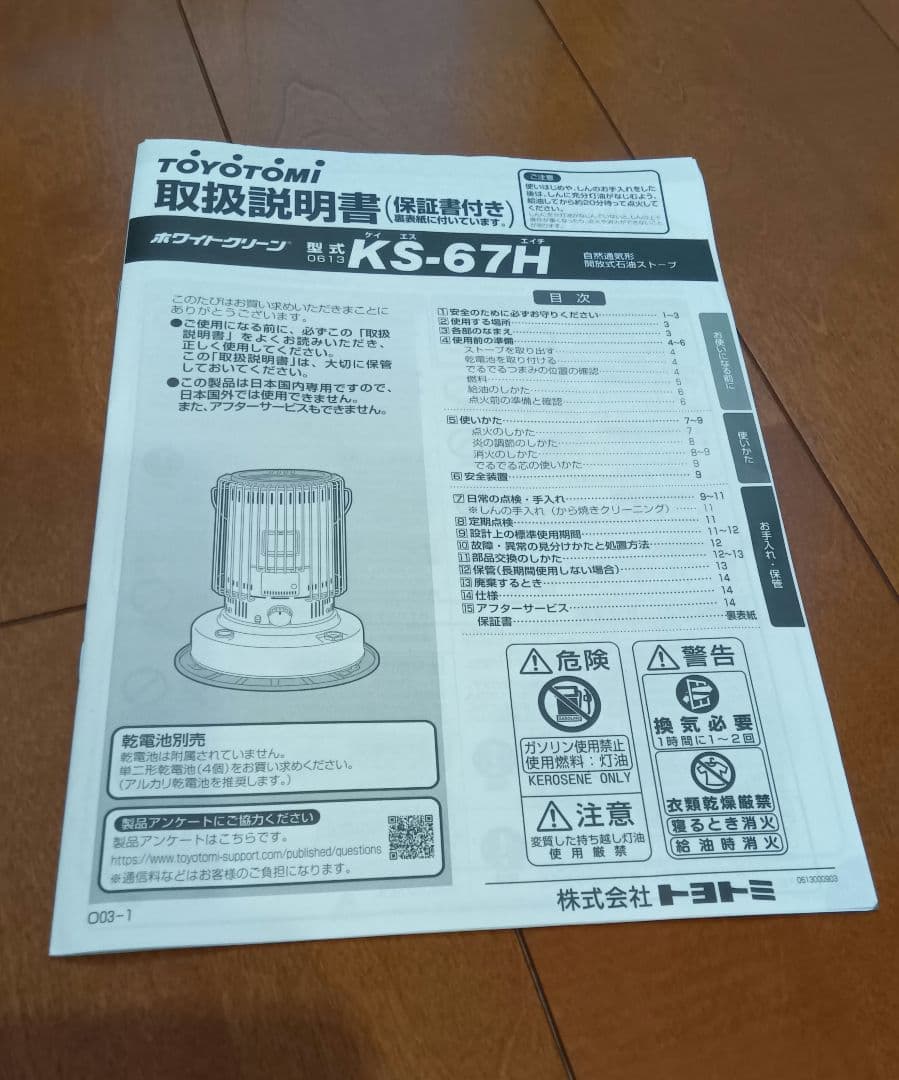 TOYOTOMi
取扱説明書(保証書付き)
裏表紙に付いています。
ご注意
使いはじめや、しんのお手入れをした
後は、しんに充分灯油がなじむよう、
給油してから約20分待って点火して
ください。
ホワイトクリーン
型式
0613
ケイ エス エイチ
KS-67H
自然通気形
開放式石油ストーブ
このたびはお買い求めいただきまことに
ありがとうございます。
●ご使用になる前に、必ずこの「取扱
説明書」をよくお読みいただき、
正しく使用してください。
この「取扱説明書」は、大切に保管
しておいてください。
●この製品は日本国内専用ですので、
日本国外では使用できません。
また、アフターサービスもできません。
目次
1 安全のために必ずお守りください 1~3
2 使用する場所 3
3 各部のなまえ 3
4 使用前の準備 4~6
ストーブを取り出す 4
乾電池を取り付ける 4
でるでるつまみの位置の確認 4
燃料 5
給油のしかた 6
点火前の準備と確認 6
5 使いかた 7~9
点火のしかた 7
炎の調節のしかた 8
消火のしかた 8~9
でるでる芯の使いかた 9
6 安全装置 9
7 日常の点検・手入れ 9~11
※しんの手入れ(から焼きクリーニング) 11
8 定期点検 11
9 設計上の標準使用期間 11~12
10 故障・異常の見分けかたと処置方法 12
11 部品交換のしかた 12~13
12 保管(長期間使用しない場合) 13
13 廃棄するとき 14
14 仕様 14
15 アフターサービス 14
保証書 裏表紙
お使いになる前に
使いかた
お手入れ・保管
乾電池別売
乾電池は附属されていません。
単二形乾電池(4個)をお買い求めください。
(アルカリ乾電池を推奨します。)
製品アンケートにご協力ください
製品アンケートはこちらです。
https://www.toyotomi-support.com/published/questions
※通信料などはお客様のご負担になります。
危険
GASOLINE
ガソリン使用禁止
使用燃料:灯油
KEROSENE ONLY
注意
変質した持ち越し灯油
使用厳禁
警告
換気必要
1時間に1~2回
衣類乾燥厳禁
寝るとき消火
給油時消火
株式会社 トヨトミ
0613000903
O03-1